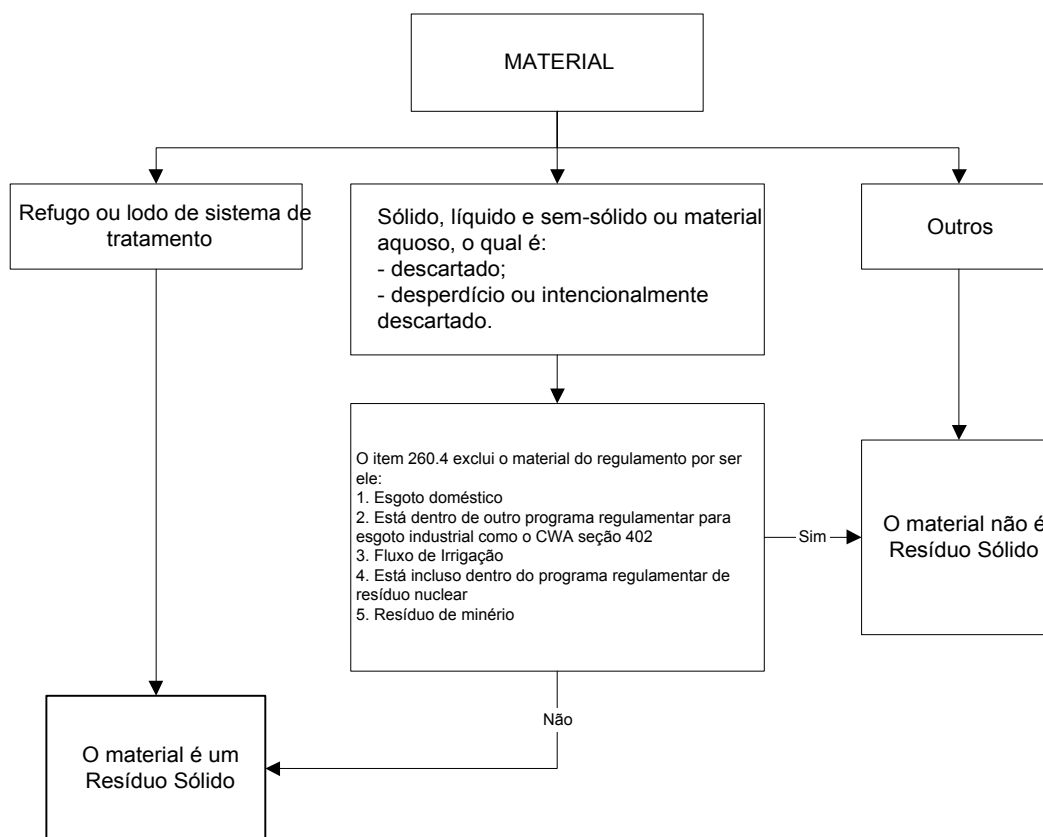 MATERIAL
Refugo ou lodo de sistema de
tratamento
Sólido, líquido e sem-sólido ou material
aquoso, o qual é:
- descartado;
- desperdício ou intencionalmente
descartado.
Outros
O item 260.4 exclui o material do regulamento por ser
ele:
1. Esgoto doméstico
2. Está dentro de outro programa regulamentar para
esgoto industrial como o CWA seção 402
3. Fluxo de Irrigação
4. Está incluso dentro do programa regulamentar de
resíduo nuclear
5. Resíduo de minério
Sim
O material não é
Resíduo Sólido
Não
O material é um
Resíduo Sólido